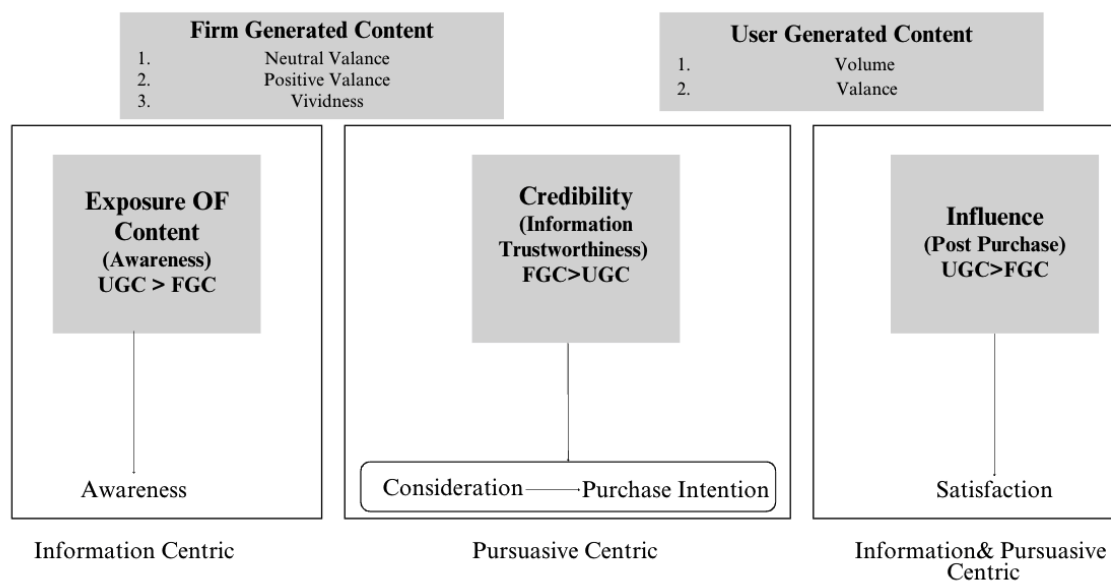 Firm Generated Content
1. Neutral Valance
2. Positive Valance
3. Vividness
User Generated Content
1. Volume
2. Valance
Exposure OF
Content
(Awareness)
UGC > FGC
Awareness
Information Centric
Credibility
(Information
Trustworthiness)
FGC>UGC
Consideration
Purchase Intention
Pursuasive Centric
Influence
(Post Purchase)
UGC>FGC
Satisfaction
Information& Pursuasive
Centric